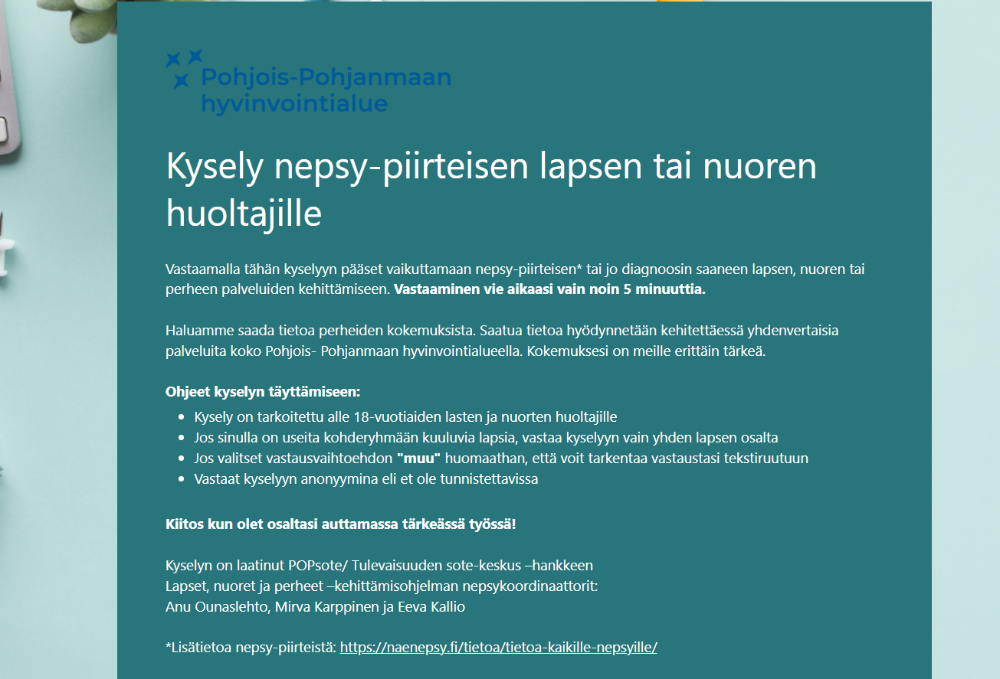 Pohjois-Pohjanmaan
hyvinvointialue
Kysely nepsy-piirteisen lapsen tai nuoren
huoltajille
Vastaamalla tähän kyselyyn pääset vaikuttamaan nepsy-piirteisen* tai jo diagnoosin saaneen lapsen, nuoren tai
perheen palveluiden kehittämiseen. Vastaaminen vie aikaasi vain noin 5 minuuttia.
Haluamme saada tietoa perheiden kokemuksista. Saatua tietoa hyödynnetään kehitettäessä yhdenvertaisia
palveluita koko Pohjois- Pohjanmaan hyvinvointialueella. Kokemuksesi on meille erittäin tärkeä.
Ohjeet kyselyn täyttämiseen:
• Kysely on tarkoitettu alle 18-vuotiaiden lasten ja nuorten huoltajille
• Jos sinulla on useita kohderyhmään kuuluvia lapsia, vastaa kyselyyn vain yhden lapsen osalta
• Jos valitset vastausvaihtoehdon "muu" huomaathan, että voit tarkentaa vastaustasi tekstiruutuun
• Vastaat kyselyyn anonyymina eli et ole tunnistettavissa
Kiitos kun olet osaltasi auttamassa tärkeässä työssä!
Kyselyn on laatinut POPsote/ Tulevaisuuden sote-keskus –hankkeen
Lapset, nuoret ja perheet –kehittämisohjelman nepsykoordinaattorit:
Anu Ounaslehto, Mirva Karppinen ja Eeva Kallio
*Lisätietoa nepsy-piirteistä: https://naenepsy.fi/tietoa/tietoa-kaikille-nepsyille/